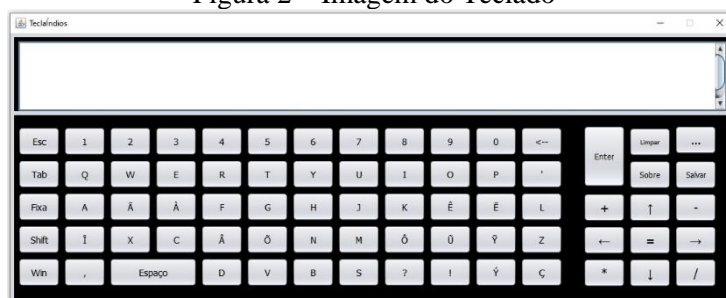 Figura 2 – Imagem do Teclado
TeclaÍndios
Esc 1 2 3 4 5 6 7 8 9 0 <-- Enter Limpar ...
Tab Q W E R T Y U I O P ' Sobre Salvar
Fixa A Ã À F G H J K Ê Ẽ L + ↑ -
Shift Ĩ X C Â Õ N M Ô Ũ Ỹ Z ← = →
Win , Espaço D V B S ? ! Ý Ç * ↓ /